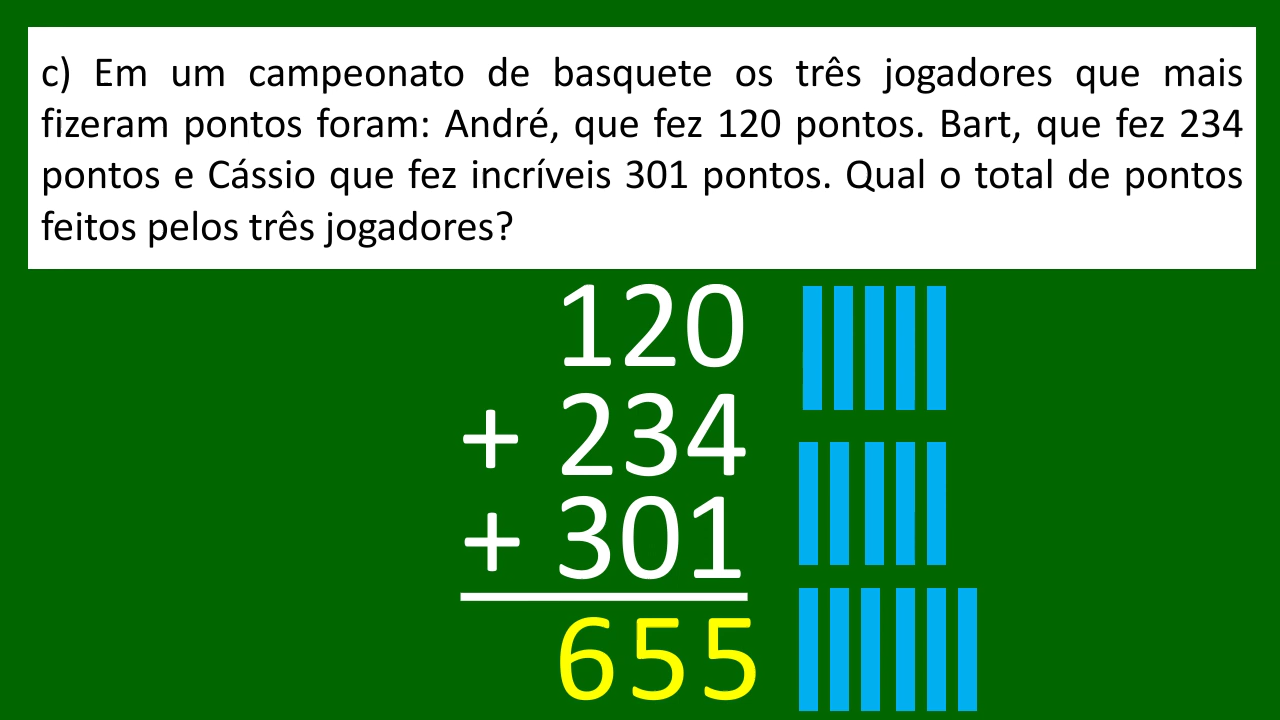 c) Em um campeonato de basquete os três jogadores que mais
fizeram pontos foram: André, que fez 120 pontos. Bart, que fez 234
pontos e Cássio que fez incríveis 301 pontos. Qual o total de pontos
feitos pelos três jogadores?
120
+ 234
+ 301
655